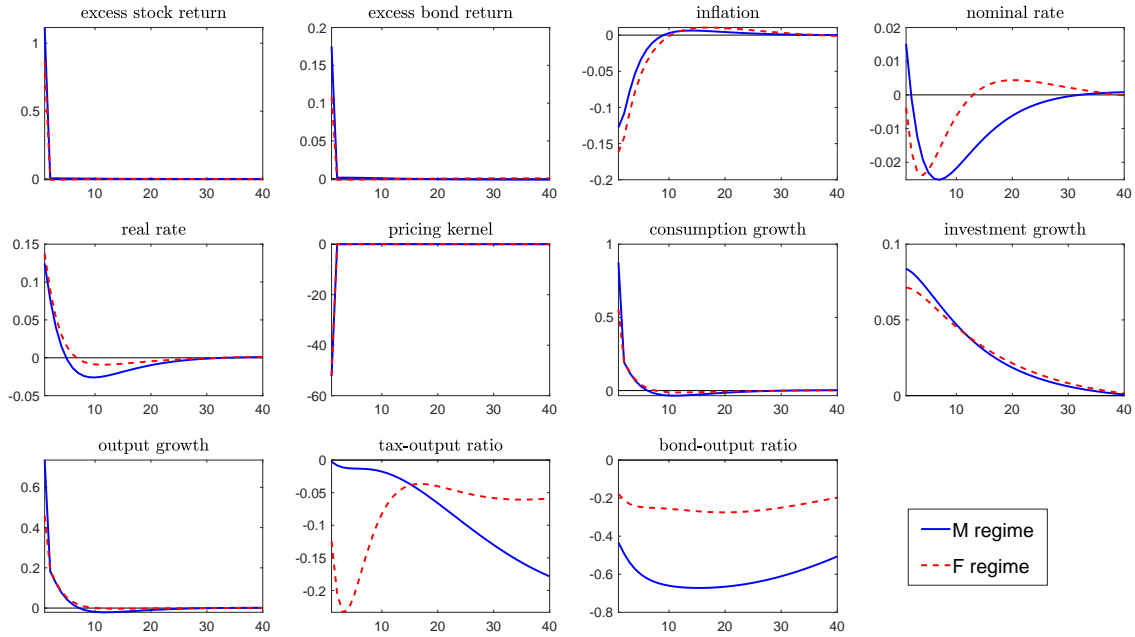 excess stock return
1
0.5
0
10 20 30 40
excess bond return
0.2
0.15
0.1
0.05
0
10 20 30 40
inflation
0
-0.05
-0.1
-0.15
-0.2
10 20 30 40
nominal rate
0.02
0.01
0
-0.01
-0.02
10 20 30 40
real rate
0.15
0.1
0.05
0
-0.05
10 20 30 40
pricing kernel
0
-20
-40
-60
10 20 30 40
consumption growth
1
0.5
0
10 20 30 40
investment growth
0.1
0.05
0
10 20 30 40
output growth
0.6
0.4
0.2
0
10 20 30 40
tax-output ratio
0
-0.05
-0.1
-0.15
-0.2
10 20 30 40
bond-output ratio
0
-0.2
-0.4
-0.6
-0.8
10 20 30 40
M regime
F regime